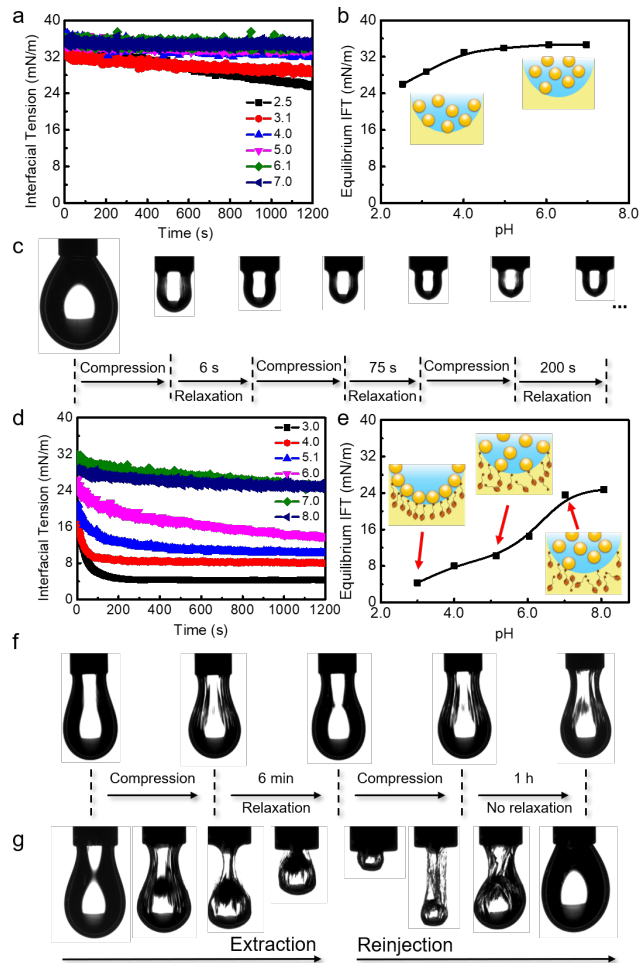 a
Interfacial Tension (mN/m)
40
32
24
16
8
0
0 200 400 600 800 1000 1200
Time (s)
2.5
3.1
4.0
5.0
6.1
7.0
b
Equilibrium IFT (mN/m)
40
32
24
16
8
0
2.0 4.0 6.0 8.0
pH
c
...
Compression 6 s Compression 75 s Compression 200 s
Relaxation Relaxation Relaxation
d
Interfacial Tension (mN/m)
40
32
24
16
8
0
0 200 400 600 800 1000 1200
Time (s)
3.0
4.0
5.1
6.0
7.0
8.0
e
Equilibrium IFT (mN/m)
40
32
24
16
8
0
2.0 4.0 6.0 8.0
pH
f
Compression 6 min Compression 1 h
Relaxation No relaxation
g
Extraction Reinjection